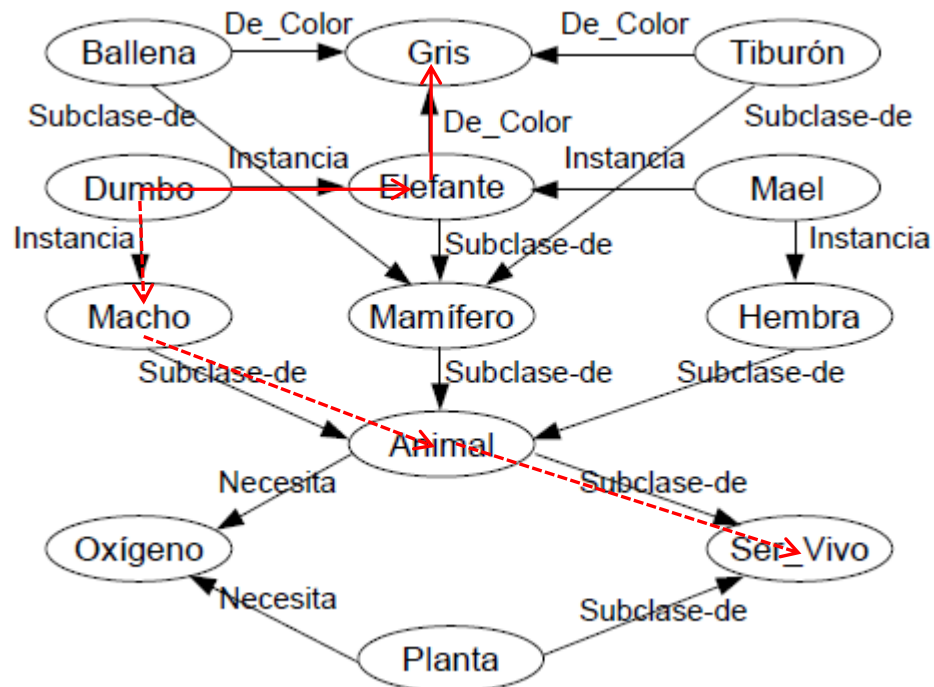 Ballena De_Color Gris De_Color Tiburón
Subclase-de De_Color Subclase-de
Instancia Instancia
Dumbo Elefante Mael
Instancia Subclase-de Instancia
Macho Mamífero Hembra
Subclase-de Subclase-de Subclase-de
Animal
Necesita Subclase-de
Oxígeno Ser_Vivo
Necesita Subclase-de
Planta